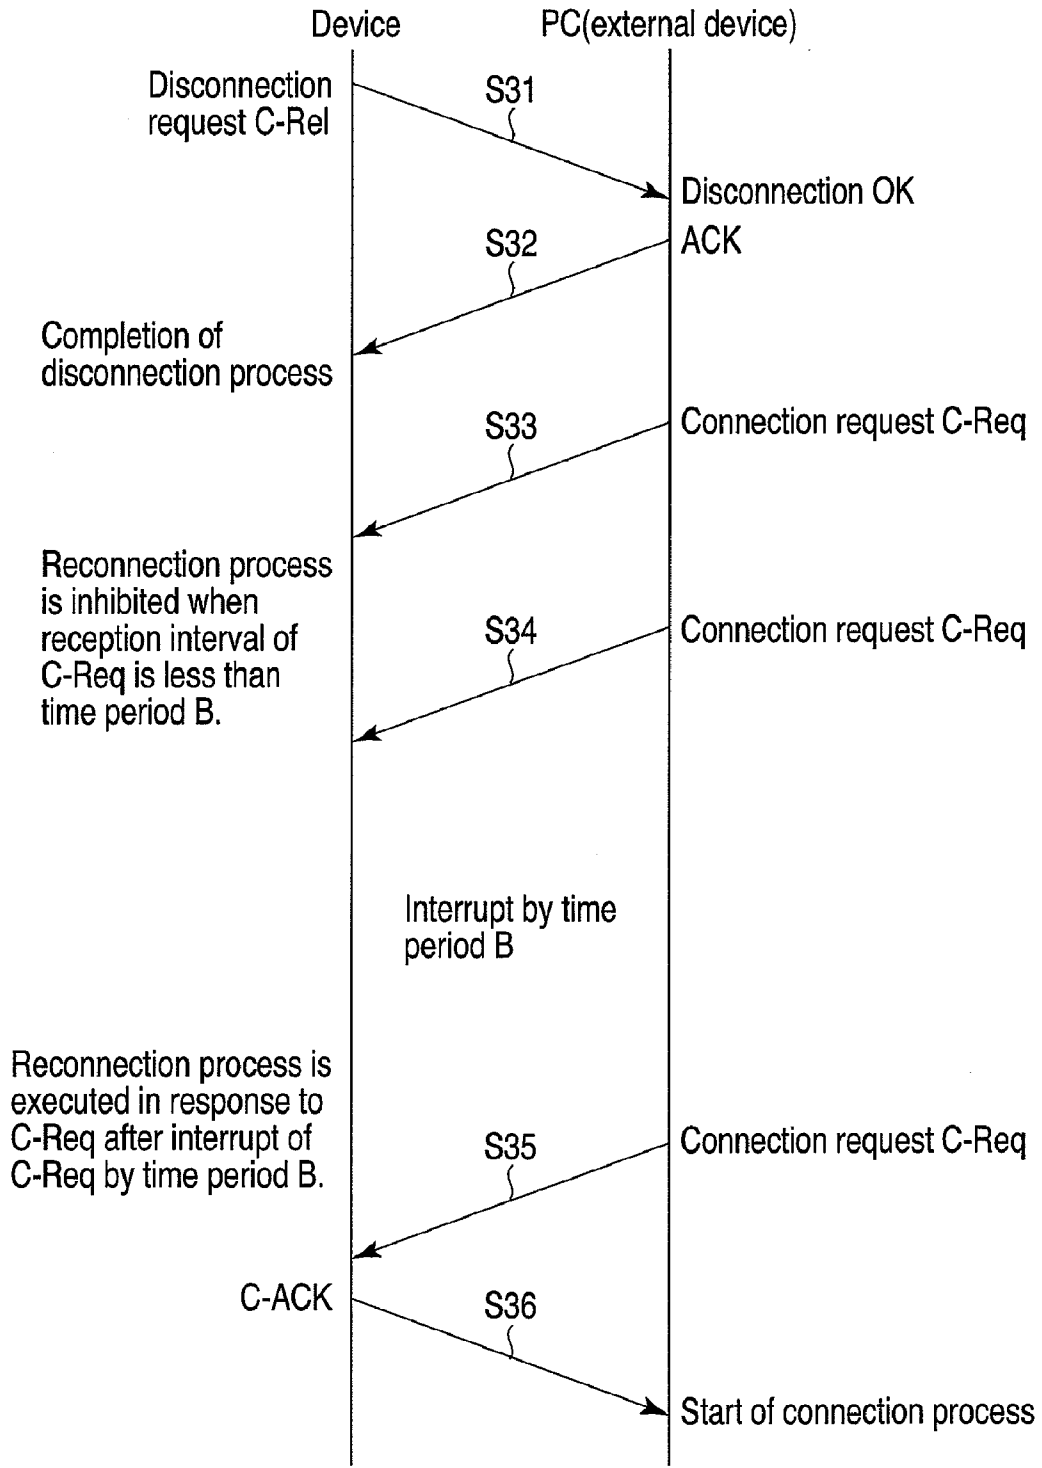 Device
PC(external device)
Disconnection
request C-Rel
S31
Disconnection OK
S32
ACK
Completion of
disconnection process
S33
Connection request C-Req
Reconnection process
is inhibited when
reception interval of
C-Req is less than
time period B.
S34
Connection request C-Req
Interrupt by time
period B
Reconnection process is
executed in response to
C-Req after interrupt of
C-Req by time period B.
S35
Connection request C-Req
C-ACK
S36
Start of connection process